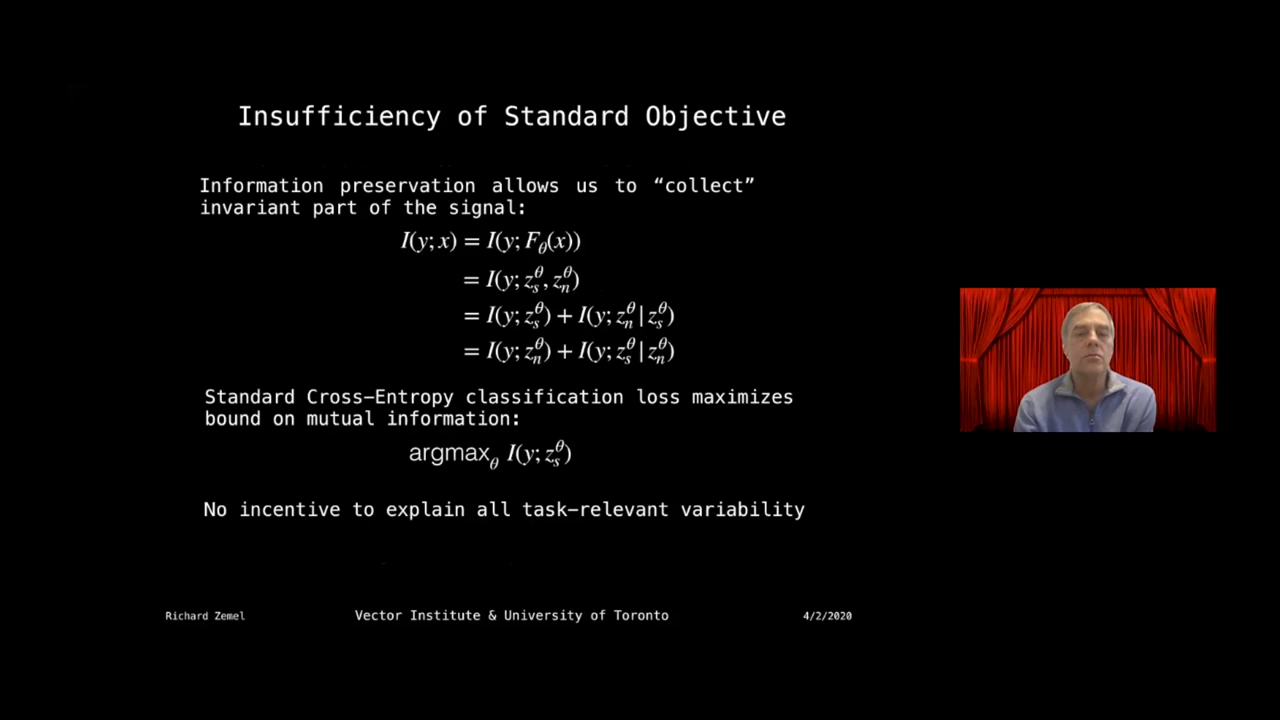 Insufficiency of Standard Objective
Information preservation allows us to “collect”
invariant part of the signal:
I(y; x) = I(y; F_θ(x))
= I(y; z_s^θ, z_n^θ)
= I(y; z_s^θ) + I(y; z_n^θ | z_s^θ)
= I(y; z_n^θ) + I(y; z_s^θ | z_n^θ)
Standard Cross-Entropy classification loss maximizes
bound on mutual information:
argmax_θ I(y; z_s^θ)
No incentive to explain all task-relevant variability
Richard Zemel Vector Institute & University of Toronto 4/2/2020